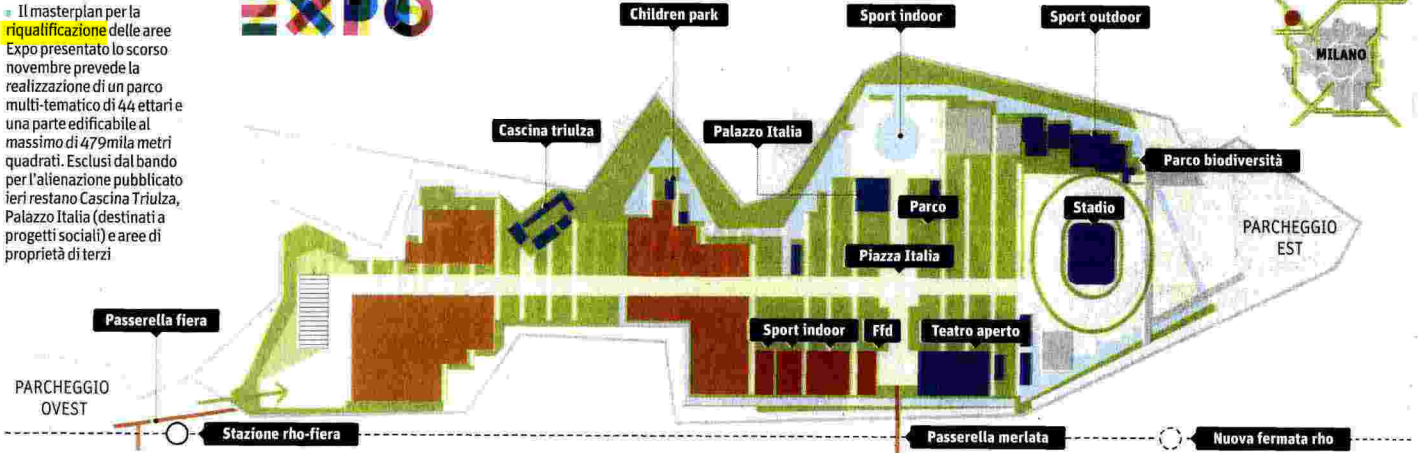 Il masterplan per la
riqualificazione delle aree
Expo presentato lo scorso
novembre prevede la
realizzazione di un parco
multi-tematico di 44 ettari e
una parte edificabile al
massimo di 479mila metri
quadrati. Esclusi dal bando
per l'alienazione pubblicato
ieri restano Cascina Triulza,
Palazzo Italia (destinati a
progetti sociali) e aree di
proprietà di terzi
EXPO
Children park
Sport indoor
Sport outdoor
MILANO
Cascina triulza
Palazzo Italia
Parco biodiversità
Parco
Stadio
PARCHEGGIO
EST
Piazza Italia
Passerella fiera
Sport indoor
Ffd
Teatro aperto
PARCHEGGIO
OVEST
Stazione rho-fiera
Passerella merlata
Nuova fermata rho